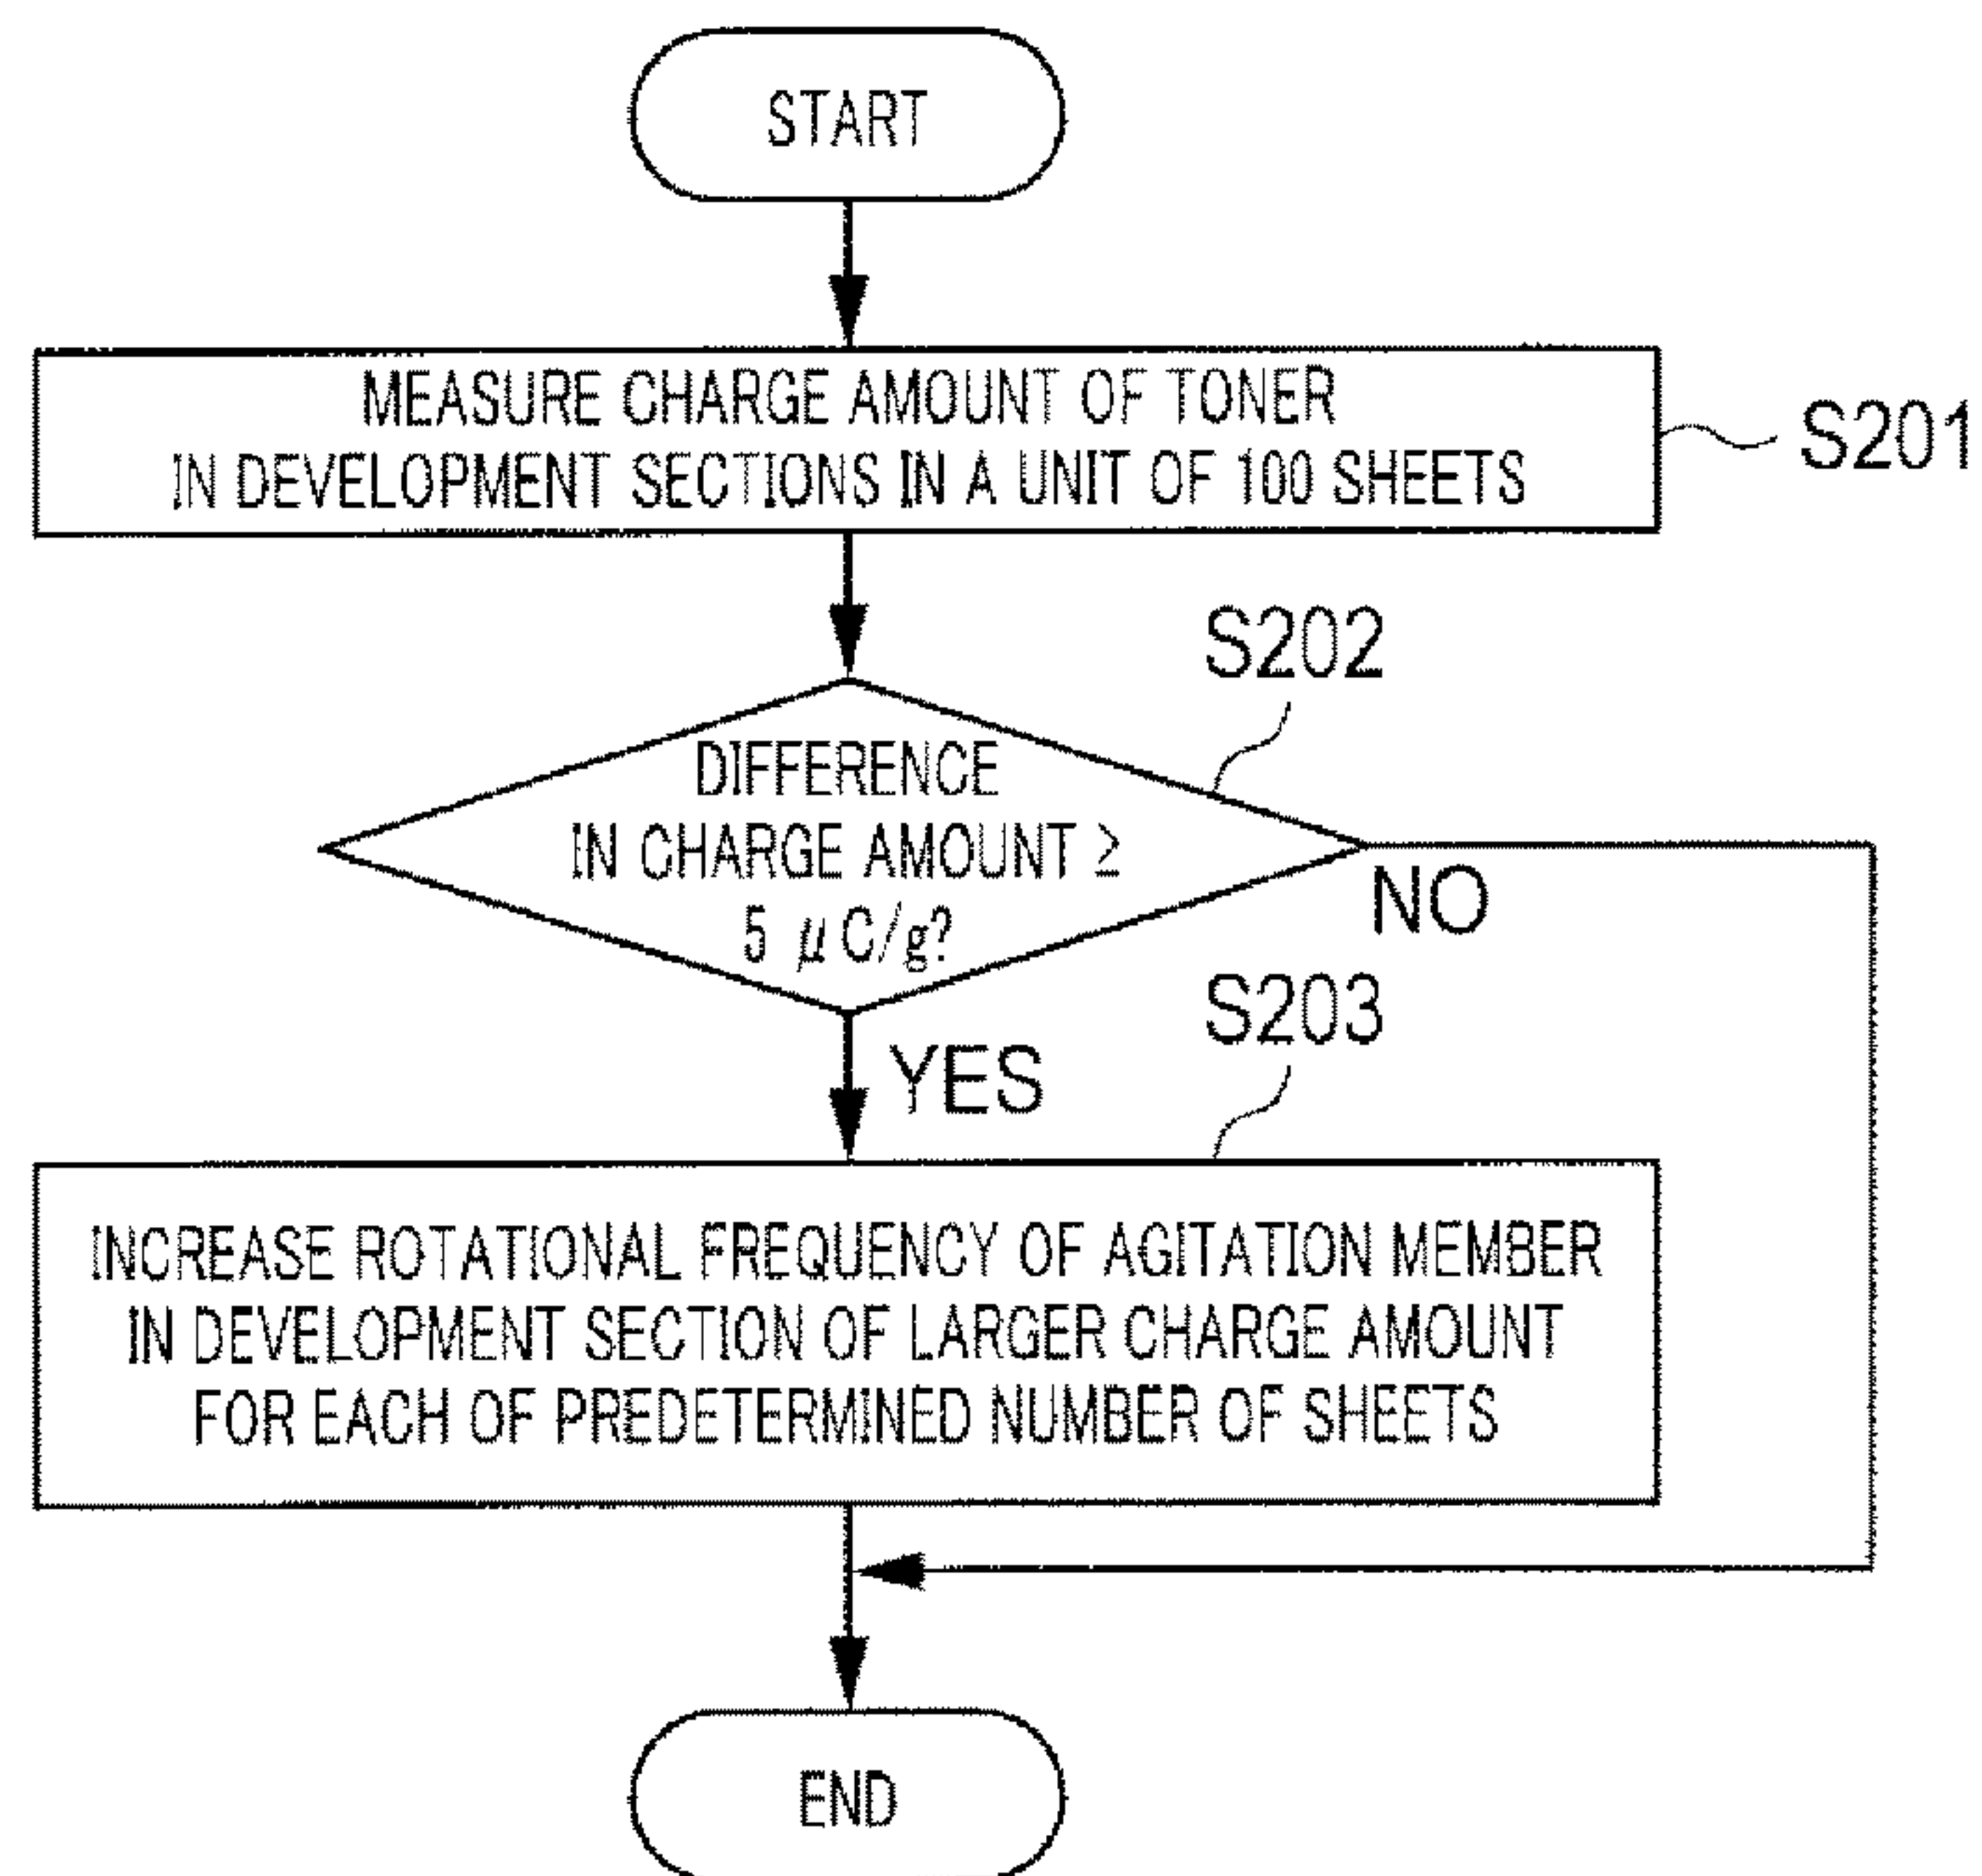 START
MEASURE CHARGE AMOUNT OF TONER
IN DEVELOPMENT SECTIONS IN A UNIT OF 100 SHEETS
S201
S202
DIFFERENCE
IN CHARGE AMOUNT ≥
5 μC/g?
NO
YES
S203
INCREASE ROTATIONAL FREQUENCY OF AGITATION MEMBER
IN DEVELOPMENT SECTION OF LARGER CHARGE AMOUNT
FOR EACH OF PREDETERMINED NUMBER OF SHEETS
END